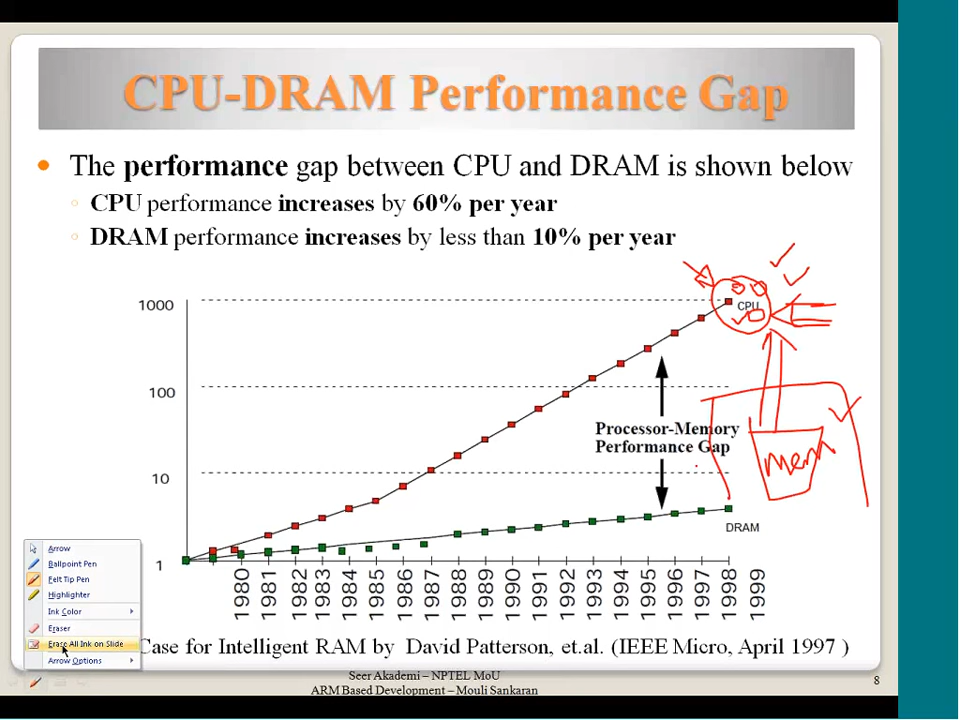 CPU-DRAM Performance Gap
The performance gap between CPU and DRAM is shown below
CPU performance increases by 60% per year
DRAM performance increases by less than 10% per year
1000
CPU
100
Processor-Memory
Performance Gap
mem
10
DRAM
1
1980 1981 1982 1983 1984 1985 1986 1987 1988 1989 1990 1991 1992 1993 1994 1995 1996 1997 1998 1999
Arrow
Ballpoint Pen
Felt Tip Pen
Highlighter
Ink Color
Eraser
Erase All Ink on Slide
Arrow Options
Case for Intelligent RAM by David Patterson, et.al. (IEEE Micro, April 1997 )
Seer Akademi – NPTEL MoU
ARM Based Development – Mouli Sankaran
8